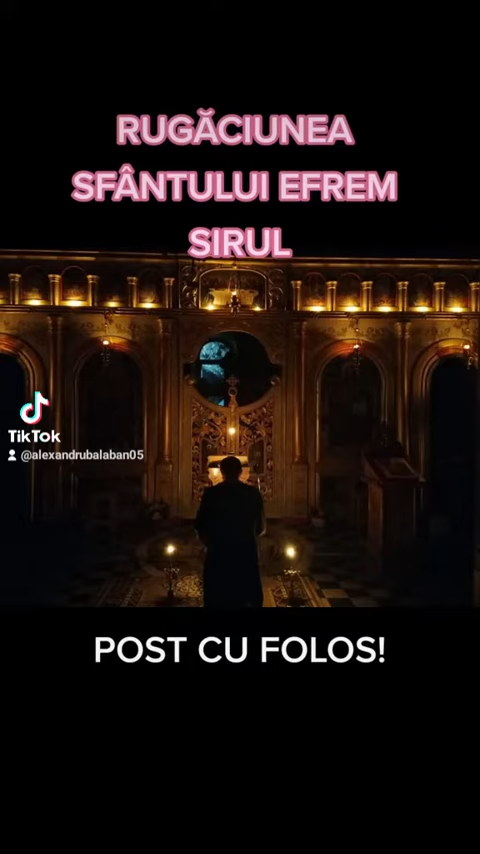 RUGĂCIUNEA
SFÂNTULUI EFREM
SIRUL
TikTok
@alexandrubalaban05
POST CU FOLOS!